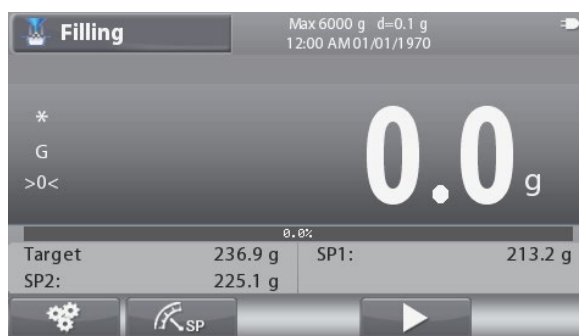 Filling
Max 6000 g d=0.1 g
12:00 AM 01/01/1970
*
G
>0<
0.0 g
0.0%
Target 236.9 g SP1: 213.2 g
SP2: 225.1 g
SP